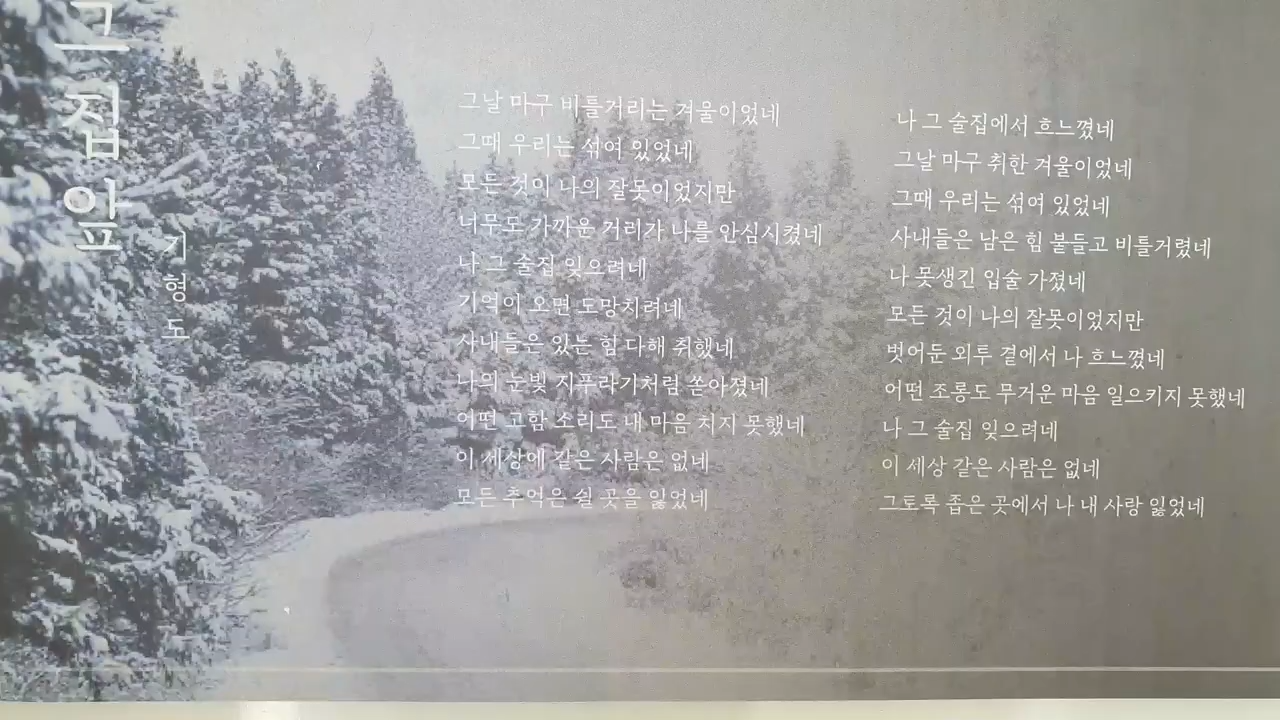 그 집 앞
기형도
그날 마구 비틀거리는 겨울이었네
그때 우리는 섞여 있었네
모든 것이 나의 잘못이었지만
너무도 가까운 거리가 나를 안심시켰네
나 그 술집 잊으려네
기억이 오면 도망치려네
사내들은 있는 힘 다해 취했네
나의 눈빛 지푸라기처럼 쏟아졌네
어떤 고함 소리도 내 마음 치지 못했네
이 세상에 같은 사람은 없네
모든 추억은 쉴 곳을 잃었네
나 그 술집에서 흐느꼈네
그날 마구 취한 겨울이었네
그때 우리는 섞여 있었네
사내들은 남은 힘 붙들고 비틀거렸네
나 못생긴 입술 가졌네
모든 것이 나의 잘못이었지만
벗어둔 외투 곁에서 나 흐느꼈네
어떤 조롱도 무거운 마음 일으키지 못했네
나 그 술집 잊으려네
이 세상 같은 사람은 없네
그토록 좁은 곳에서 나 내 사랑 잃었네